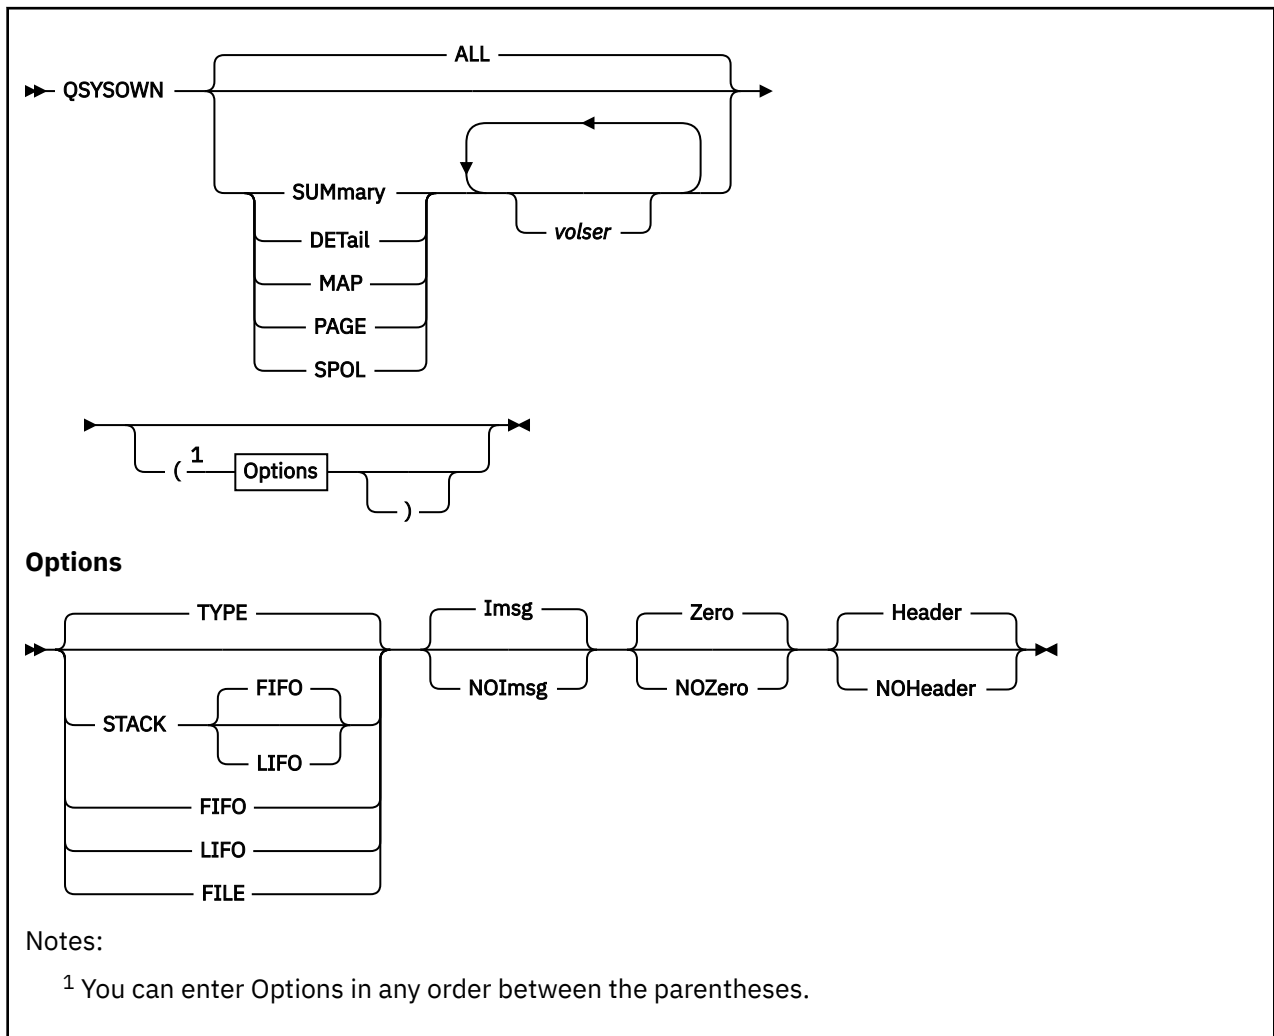 ALL
QSYSOWN
SUMmary
volser
DETail
MAP
PAGE
SPOL
( 1 Options
)
Options
TYPE Imsg Zero Header
FIFO NOImsg NOZero NOHeader
STACK
LIFO
FIFO
LIFO
FILE
Notes:
1 You can enter Options in any order between the parentheses.